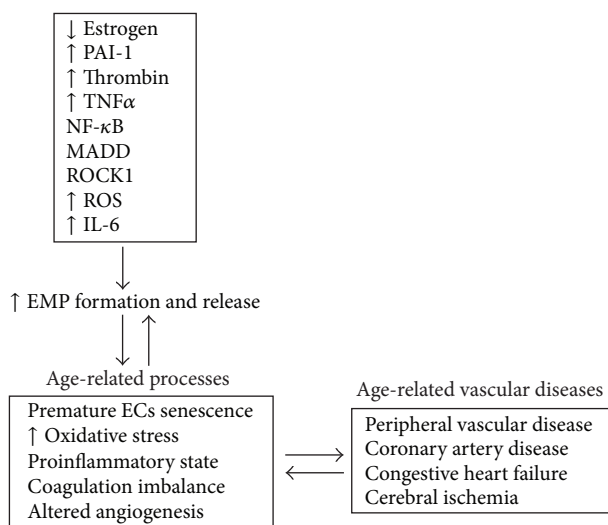 ↓ Estrogen
↑ PAI-1
↑ Thrombin
↑ TNFα
NF-κB
MADD
ROCK1
↑ ROS
↑ IL-6
↑ EMP formation and release
Age-related processes
Premature ECs senescence
↑ Oxidative stress
Proinflammatory state
Coagulation imbalance
Altered angiogenesis
Age-related vascular diseases
Peripheral vascular disease
Coronary artery disease
Congestive heart failure
Cerebral ischemia